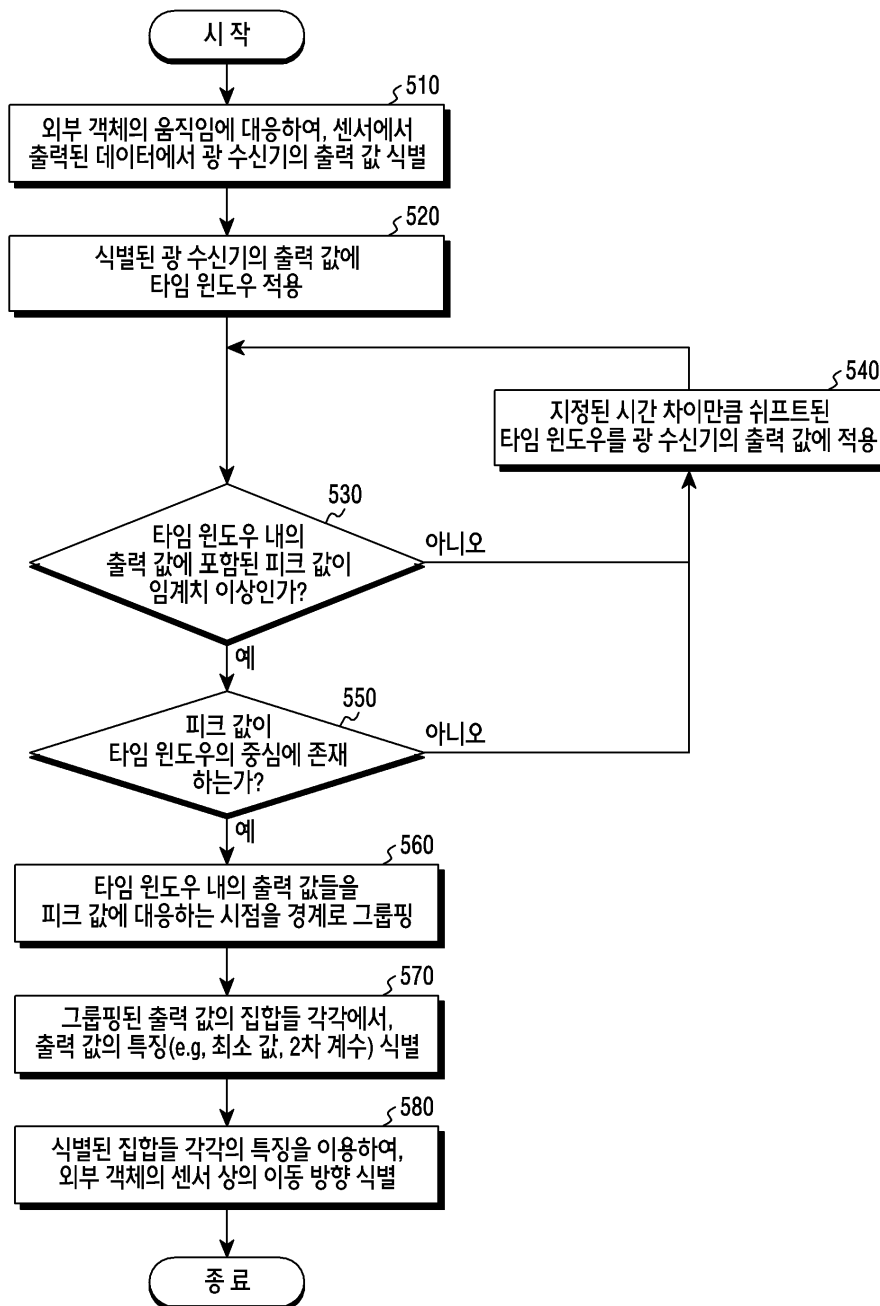 시작
510
외부 객체의 움직임에 대응하여, 센서에서
출력된 데이터에서 광 수신기의 출력 값 식별
520
식별된 광 수신기의 출력 값에
타임 윈도우 적용
540
지정된 시간 차이만큼 쉬프트된
타임 윈도우를 광 수신기의 출력 값에 적용
530
타임 윈도우 내의
출력 값에 포함된 피크 값이
임계치 이상인가?
아니오
예
550
피크 값이
타임 윈도우의 중심에 존재
하는가?
아니오
예
560
타임 윈도우 내의 출력 값들을
피크 값에 대응하는 시점을 경계로 그룹핑
570
그룹핑된 출력 값의 집합들 각각에서,
출력 값의 특징(e.g, 최소 값, 2차 계수) 식별
580
식별된 집합들 각각의 특징을 이용하여,
외부 객체의 센서 상의 이동 방향 식별
종료